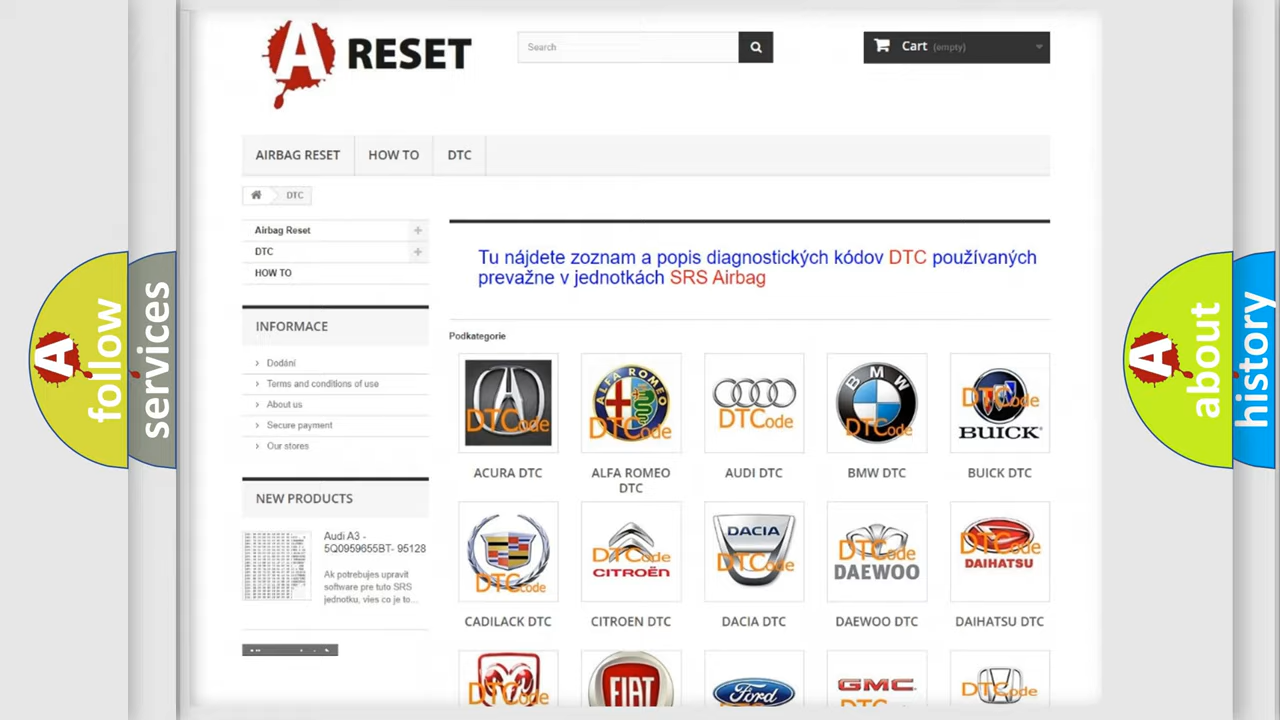 A RESET
Search
Cart (empty)
AIRBAG RESET
HOW TO
DTC
DTC
Airbag Reset
DTC
HOW TO
INFORMACE
Dodání
Terms and conditions of use
About us
Secure payment
Our stores
NEW PRODUCTS
Audi A3 -
5Q0959655BT- 95128
Ak potrebujes upravit
software pre tuto SRS
jednotku, vies co je to...
Tu nájdete zoznam a popis diagnostických kódov DTC používaných
prevažne v jednotkách SRS Airbag
Podkategorie
DTCode
ALFA ROMEO
DTCode
DTCode
BMW
DTCode
DTCode
BUICK
ACURA DTC
ALFA ROMEO
DTC
AUDI DTC
BMW DTC
BUICK DTC
DTCode
DTCode
CITROËN
DACIA
DTCode
DTCode
DAEWOO
DTCode
DAIHATSU
CADILACK DTC
CITROEN DTC
DACIA DTC
DAEWOO DTC
DAIHATSU DTC
DTCode
FIAT
Ford
GMC
DTCode
A follow
services
A about
history